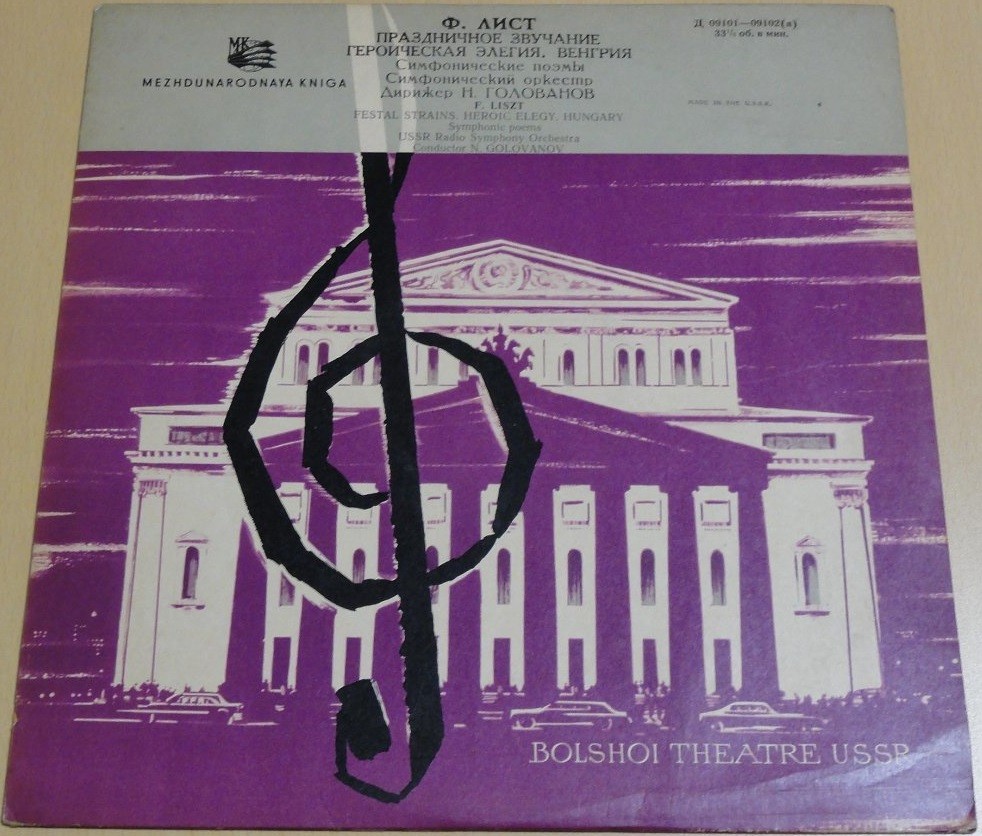 МК
MEZHDUNARODNAYA KNIGA
Ф. ЛИСТ
ПРАЗДНИЧНОЕ ЗВУЧАНИЕ
ГЕРОИЧЕСКАЯ ЭЛЕГИЯ. ВЕНГРИЯ
Симфонические поэмы
Симфонический оркестр
Дирижер Н. ГОЛОВАНОВ
F. LISZT
FESTAL STRAINS. HEROIC ELEGY. HUNGARY
Symphonic poems
USSR Radio Symphony Orchestra
Conductor N. GOLOVANOV
Д 09101—09102(а)
33⅓ об. в мин.
MADE IN THE U.S.S.R.
BOLSHOI THEATRE USSR